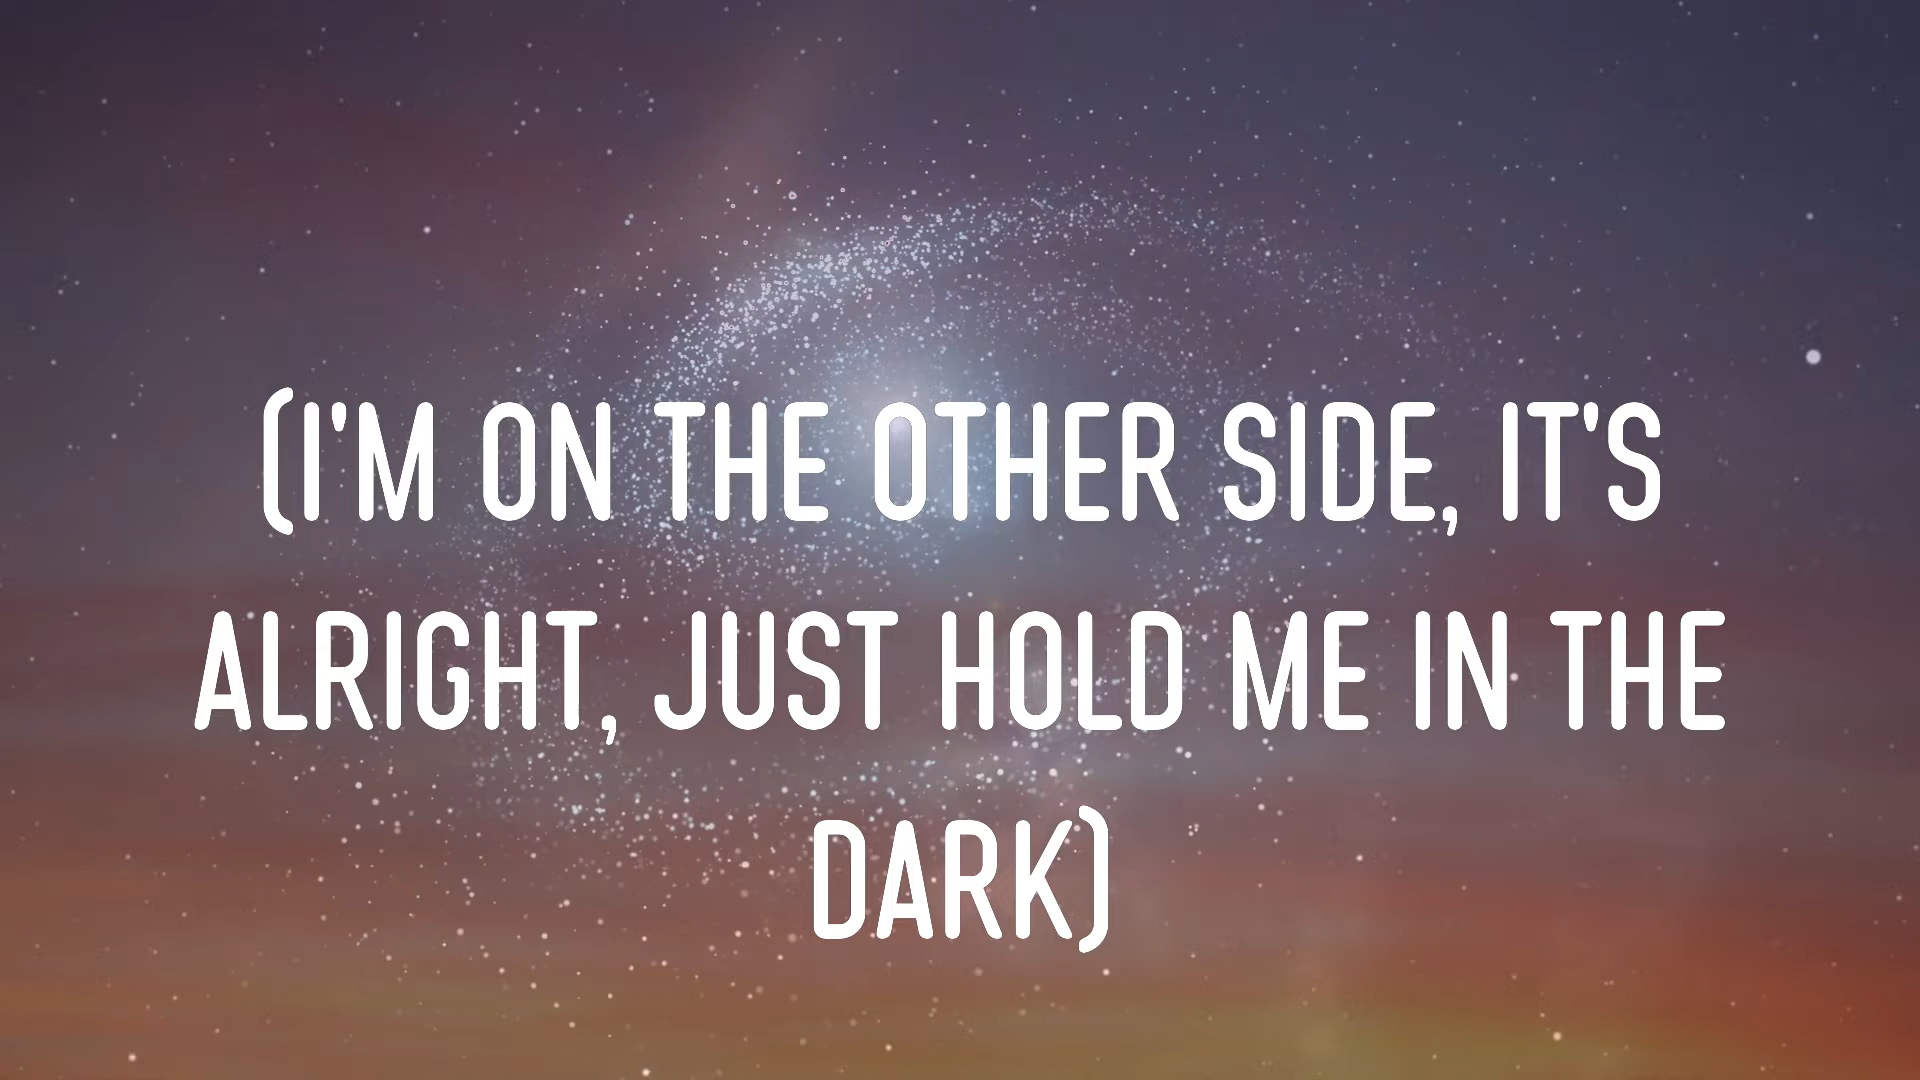 (I'M ON THE OTHER SIDE, IT'S
ALRIGHT, JUST HOLD ME IN THE
DARK)